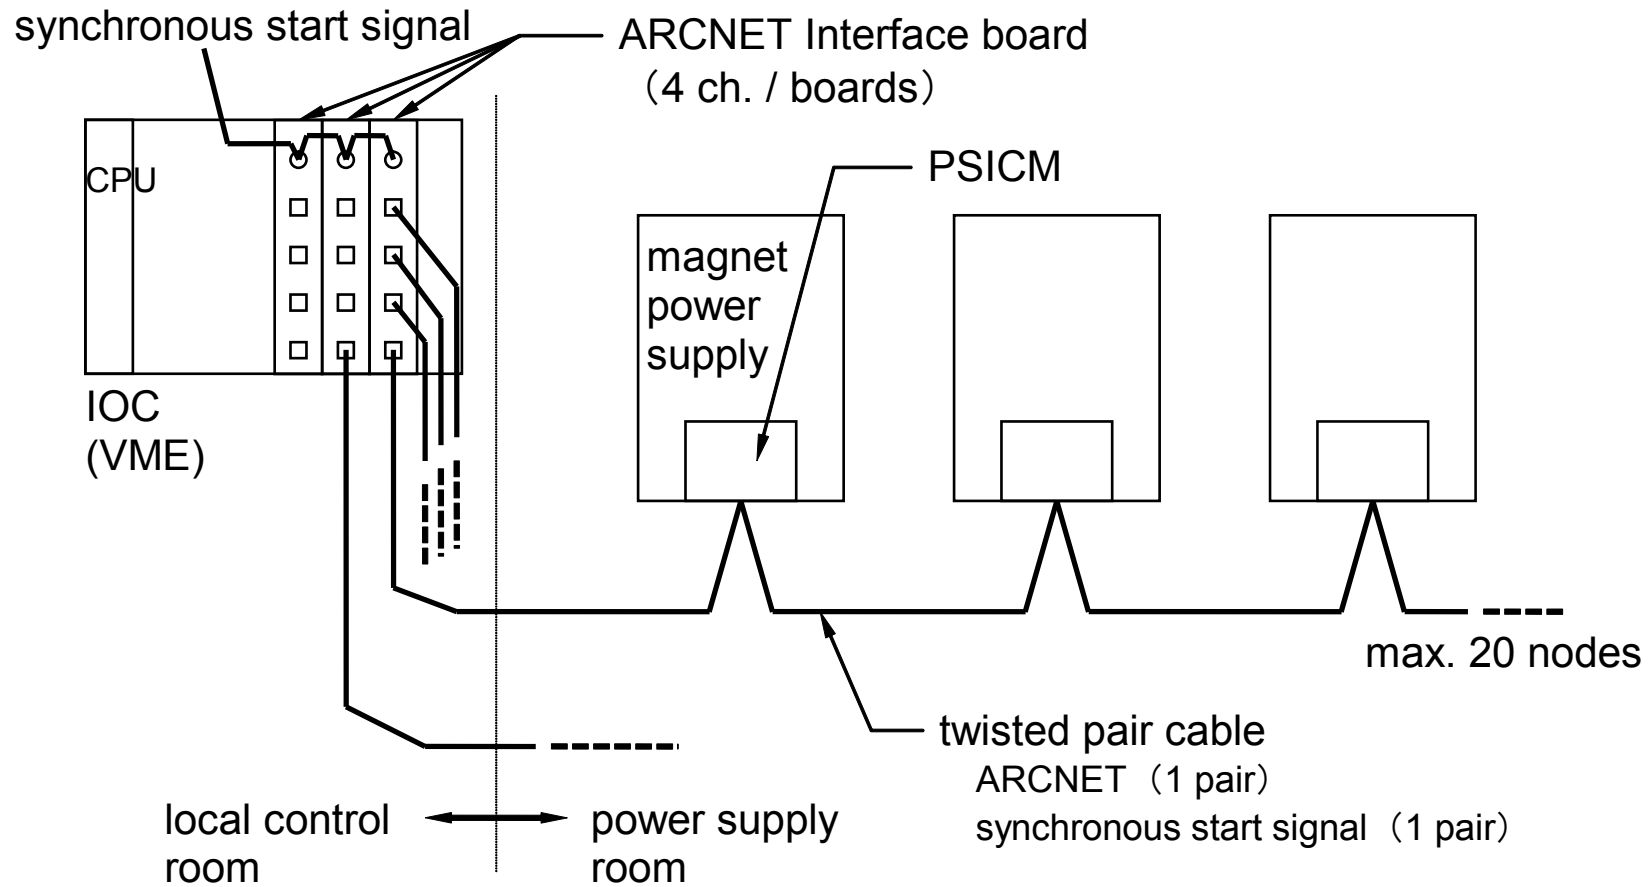 synchronous start signal
ARCNET Interface board
（4 ch. / boards）
CPU
PSICM
magnet
power
supply
IOC
(VME)
max. 20 nodes
twisted pair cable
ARCNET（1 pair）
synchronous start signal（1 pair）
local control
room
power supply
room